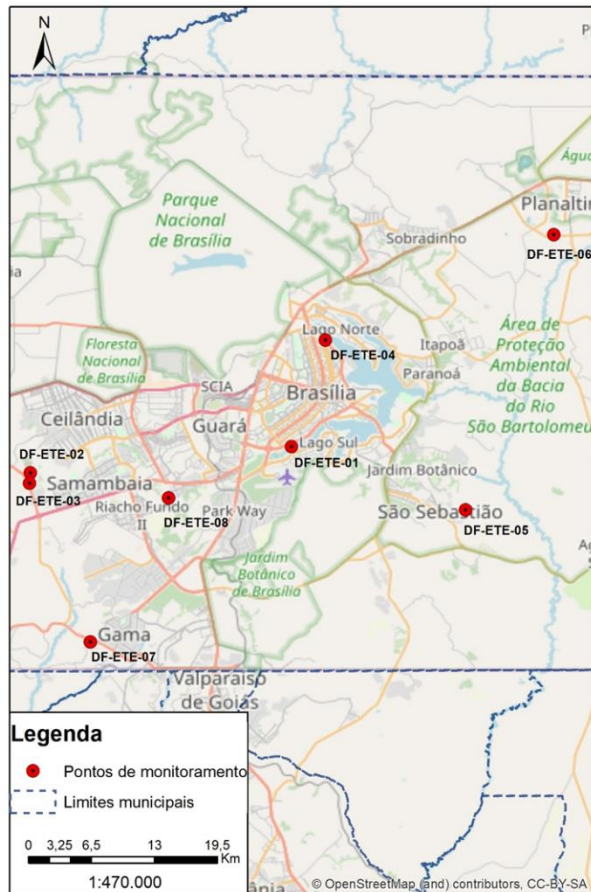 N
Água
Planaltin
Parque
Nacional
de Brasília
Sobradinho
DF-ETE-06
Área de
Proteção
Ambiental
da Bacia
do Rio
São Bartolomeu
Lago Norte
DF-ETE-04
Itapoã
Paranoá
Floresta
Nacional
de Brasília
SCIA
Brasília
Ceilândia
Guará
Lago Sul
DF-ETE-01
DF-ETE-02
Jardim Botânico
Samambaia
DF-ETE-03
Riacho Fundo
II
DF-ETE-08
Park Way
São Sebastião
DF-ETE-05
Jardim
Botânico
de Brasília
Gama
DF-ETE-07
Valparaíso
de Goiás
Legenda
Pontos de monitoramento
Limites municipais
0 3,25 6,5 13 19,5
Km
1:470.000
ânia
© OpenStreetMap (and) contributors, CC-BY-SA